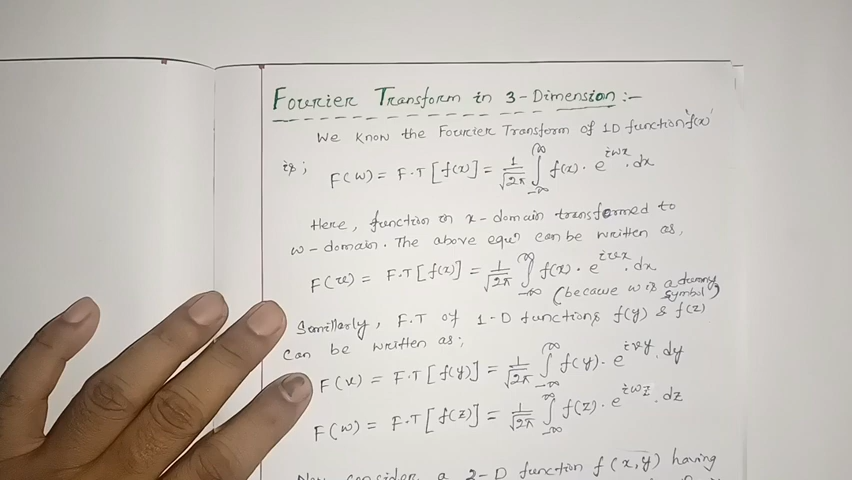 Fourier Transform in 3-Dimension:-
We know the Fourier Transform of 1D function 'f(x)'
is; F(w) = F.T[f(x)] = 1/√2π ∫_{-∞}^{∞} f(x). e^{iwx}. dx
Here, function in x-domain transformed to
w-domain. The above eqn can be written as,
F(u) = F.T[f(x)] = 1/√2π ∫_{-∞}^{∞} f(x). e^{iux}. dx
(because w is a dummy symbol)
Similarly, F.T of 1-D functions f(y) & f(z)
can be written as;
F(v) = F.T[f(y)] = 1/√2π ∫_{-∞}^{∞} f(y). e^{ivy}. dy
F(w) = F.T[f(z)] = 1/√2π ∫_{-∞}^{∞} f(z). e^{iwz}. dz
Now consider a 2-D function f(x,y) having